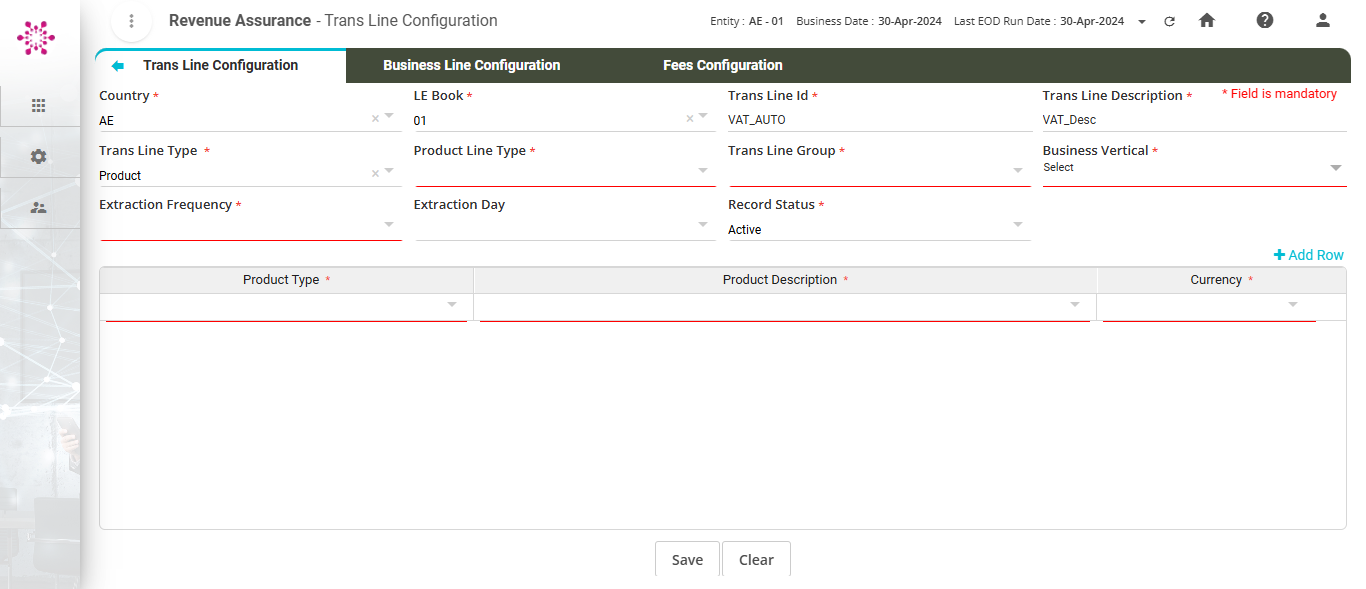 Revenue Assurance - Trans Line Configuration
Entity : AE - 01 Business Date : 30-Apr-2024 Last EOD Run Date : 30-Apr-2024
Trans Line Configuration Business Line Configuration Fees Configuration
Country * LE Book * Trans Line Id * Trans Line Description * * Field is mandatory
AE × 01 × VAT_AUTO VAT_Desc
Trans Line Type * Product Line Type * Trans Line Group * Business Vertical *
Product × Select
Extraction Frequency * Extraction Day Record Status *
Active
+ Add Row
Product Type * Product Description * Currency *
Save Clear